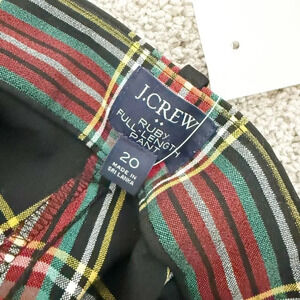 J.CREW
RUBY
FULL-LENGTH
PANT
20
MADE IN
SRI LANKA